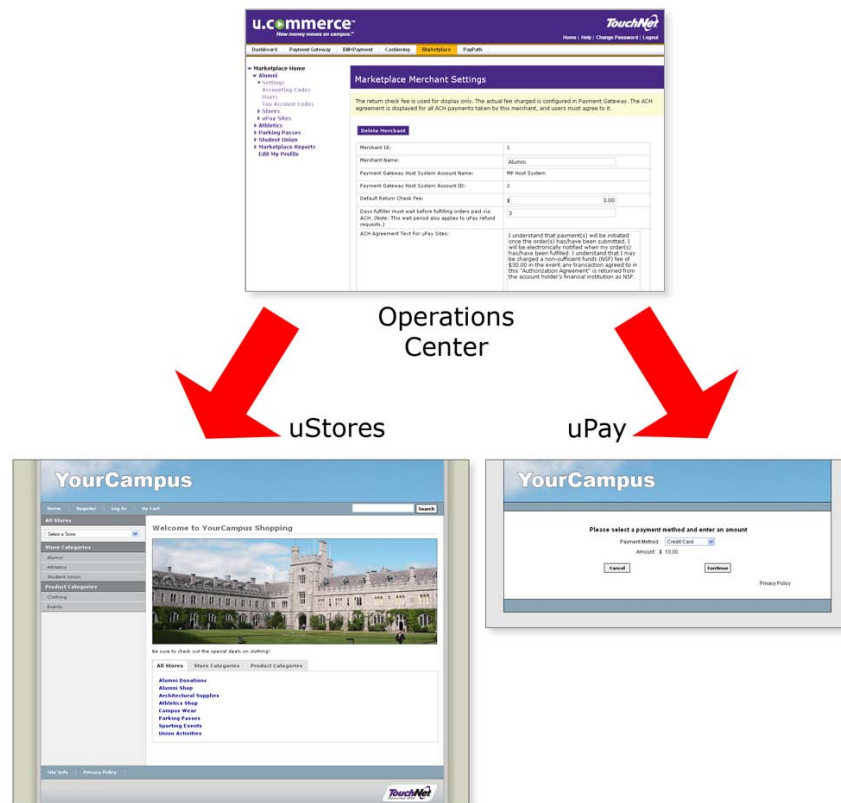 u.commerce™
How money moves on campus.™
TouchNet
Home | Help | Change Password | Logout
Dashboard Payment Gateway Bill+Payment Cashiering Marketplace PayPath
Marketplace Home
Alumni
Settings
Accounting Codes
Users
Tax Account Codes
Stores
uPay Sites
Athletics
Parking Passes
Student Union
Marketplace Reports
Edit My Profile
Marketplace Merchant Settings
The return check fee is used for display only. The actual fee charged is configured in Payment Gateway. The ACH
agreement is displayed for all ACH payments taken by this merchant, and users must agree to it.
Delete Merchant
Merchant Id: 1
Merchant Name: Alumni
Payment Gateway Host System Account Name: MP Host System
Payment Gateway Host System Account ID: 2
Default Return Check Fee: $ 3.00
Days fulfiller must wait before fulfilling orders paid via
ACH. (Note: This wait period also applies to uPay refund
requests.)
3
ACH Agreement Text For uPay Sites:
I understand that payment(s) will be initiated
once the order(s) has/have been submitted. I
will be electronically notified when my order(s)
has/have been fulfilled. I understand that I may
be charged a non-sufficient funds (NSF) fee of
$30.00 in the event any transaction agreed to in
this "Authorization Agreement" is returned from
the account holder's financial institution as NSF.
Operations
Center
uStores
uPay
YourCampus
Home Register Log In My Cart Search
All Stores
Select a Store
Store Categories
Alumni
Athletics
Student Union
Product Categories
Clothing
Events
Welcome to YourCampus Shopping
Be sure to check out the special deals on clothing!
All Stores Store Categories Product Categories
Alumni Donations
Alumni Shop
Architectural Supplies
Athletics Shop
Campus Wear
Parking Passes
Sporting Events
Union Activities
Site Info Privacy Policy
TouchNet
YourCampus
Please select a payment method and enter an amount
Payment Method: Credit Card
Amount: $ 10.00
Cancel Continue
Privacy Policy